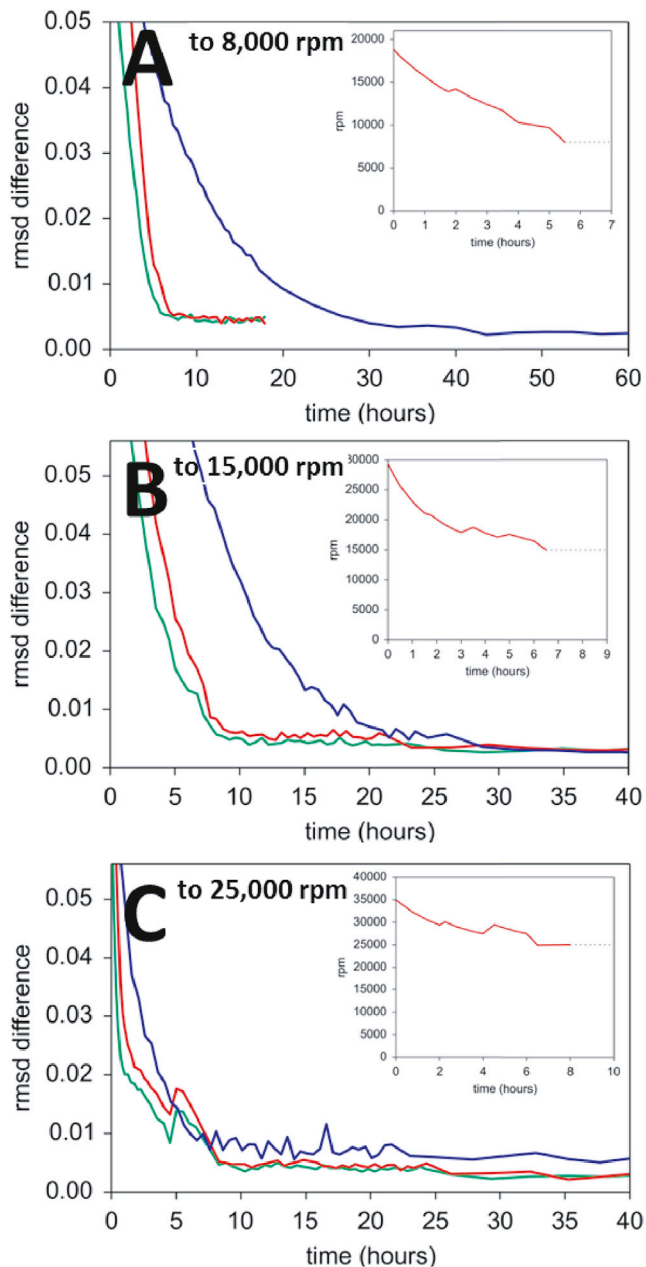 A to 8,000 rpm
rmsd difference
0.05
0.04
0.03
0.02
0.01
0.00
0 10 20 30 40 50 60
time (hours)
rpm
20000
15000
10000
5000
0
0 1 2 3 4 5 6 7
time (hours)
B to 15,000 rpm
rmsd difference
0.05
0.04
0.03
0.02
0.01
0.00
0 5 10 15 20 25 30 35 40
time (hours)
rpm
30000
25000
20000
15000
10000
5000
0
0 1 2 3 4 5 6 7 8 9
time (hours)
C to 25,000 rpm
rmsd difference
0.05
0.04
0.03
0.02
0.01
0.00
0 5 10 15 20 25 30 35 40
time (hours)
rpm
40000
35000
30000
25000
20000
15000
10000
5000
0
0 2 4 6 8 10
time (hours)